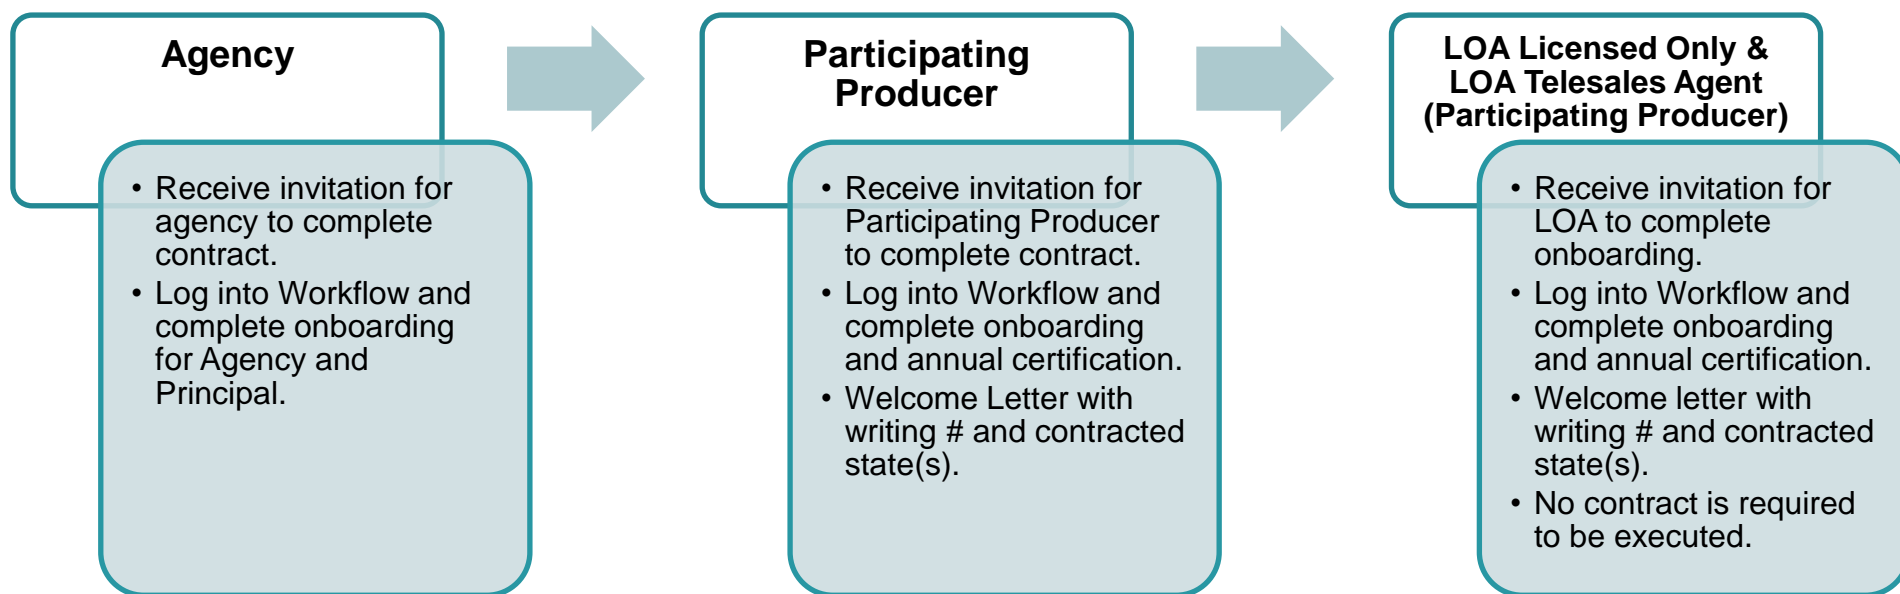 Agency
• Receive invitation for
agency to complete
contract.
• Log into Workflow and
complete onboarding
for Agency and
Principal.
Participating
Producer
• Receive invitation for
Participating Producer
to complete contract.
• Log into Workflow and
complete onboarding
and annual certification.
• Welcome Letter with
writing # and contracted
state(s).
LOA Licensed Only &
LOA Telesales Agent
(Participating Producer)
• Receive invitation for
LOA to complete
onboarding.
• Log into Workflow and
complete onboarding
and annual certification.
• Welcome letter with
writing # and contracted
state(s).
• No contract is required
to be executed.